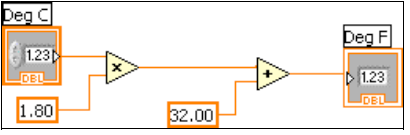 Deg C
1.23
DBL
×
1.80
+
32.00
Deg F
1.23
DBL